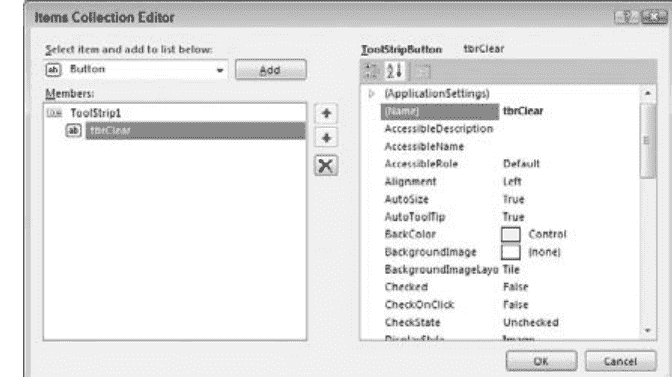 Items Collection Editor
Select item and add to list below:
Button
Add
Members:
ToolStrip1
tbrClear
ToolStripButton tbrClear
(ApplicationSettings)
(Name) tbrClear
AccessibleDescription
AccessibleName
AccessibleRole Default
Alignment Left
AutoSize True
AutoToolTip True
BackColor Control
BackgroundImage (none)
BackgroundImageLayo Tile
Checked False
CheckOnClick False
CheckState Unchecked
DisplayStyle Image
OK Cancel